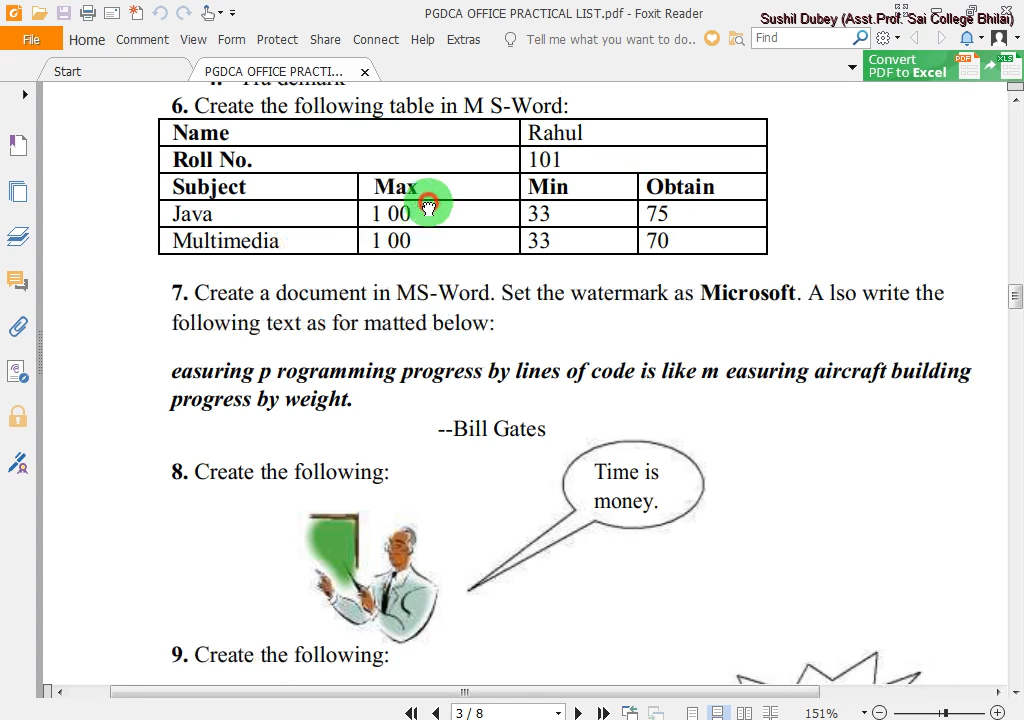 PGDCA OFFICE PRACTICAL LIST.pdf - Foxit Reader
Sushil Dubey (Asst.Prof. Sai College Bhilai)
File Home Comment View Form Protect Share Connect Help Extras Tell me what you want to do.. Find
Start PGDCA OFFICE PRACTI...
Convert
PDF to Excel
PDF XLS
6. Create the following table in M S-Word:
Name Rahul
Roll No. 101
Subject Max Min Obtain
Java 1 00 33 75
Multimedia 1 00 33 70
7. Create a document in MS-Word. Set the watermark as Microsoft. A lso write the
following text as for matted below:
easuring p rogramming progress by lines of code is like m easuring aircraft building
progress by weight.
--Bill Gates
8. Create the following:
Time is
money.
9. Create the following:
3 / 8 151%